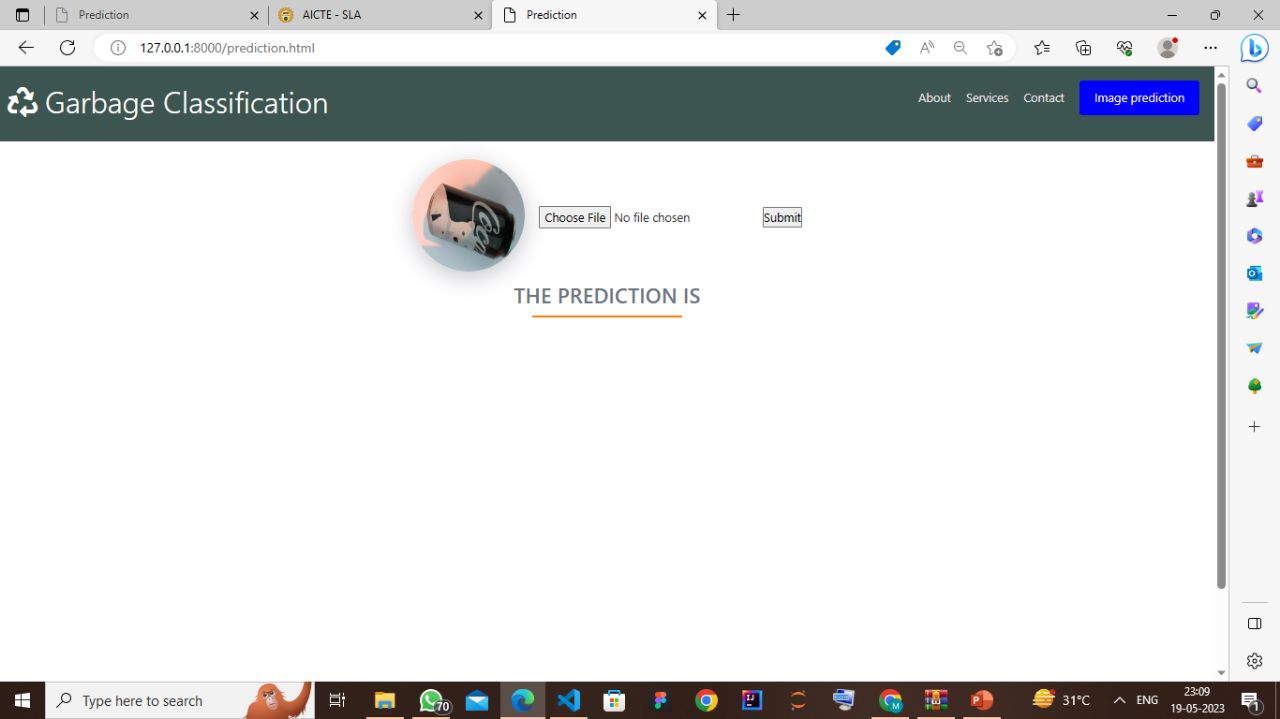 Prediction
AICTE - SLA
Prediction
127.0.0.1:8000/prediction.html
Garbage Classification
About
Services
Contact
Image prediction
Choose File
No file chosen
Submit
THE PREDICTION IS
Type here to search
70
M
31°C
ENG
23:09
19-05-2023
1